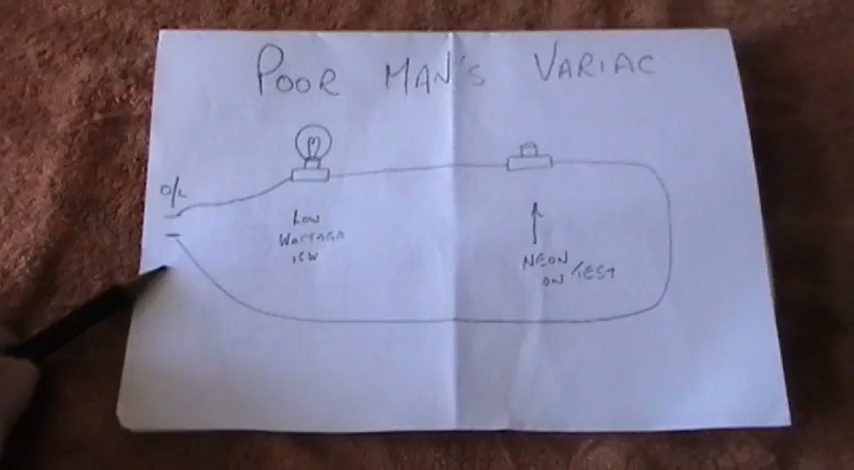 POOR MAN'S VARIAC
O/L
LOW
WATTAGE
15W
NEON
ON/TEST